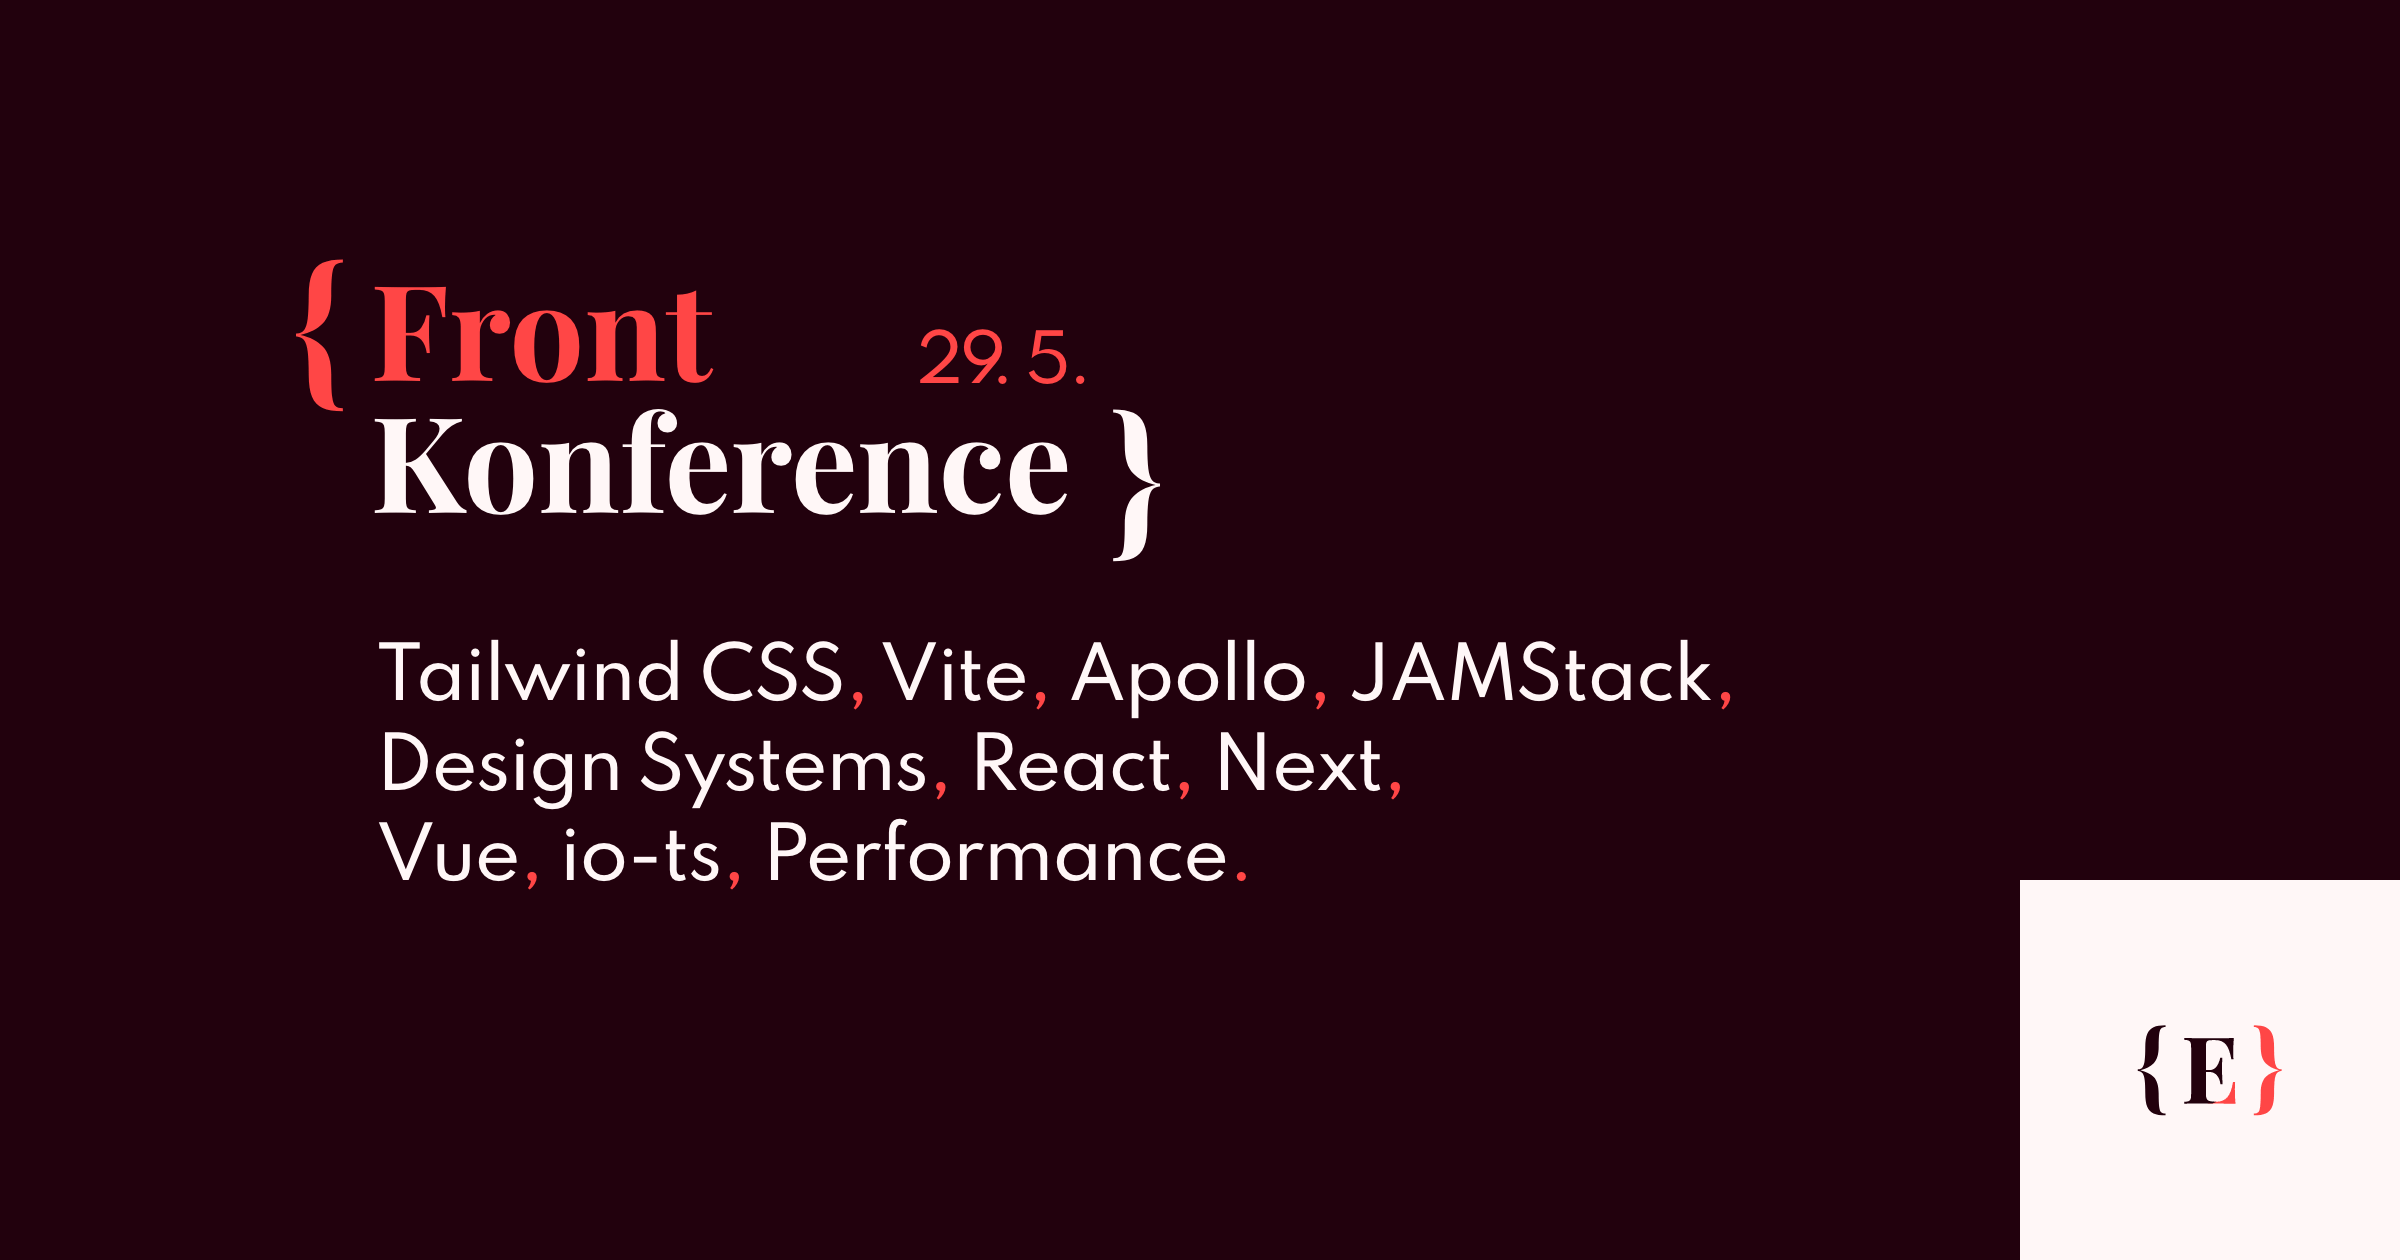 {Front 29. 5.
Konference}
Tailwind CSS, Vite, Apollo, JAMStack,
Design Systems, React, Next,
Vue, io-ts, Performance.
{E}